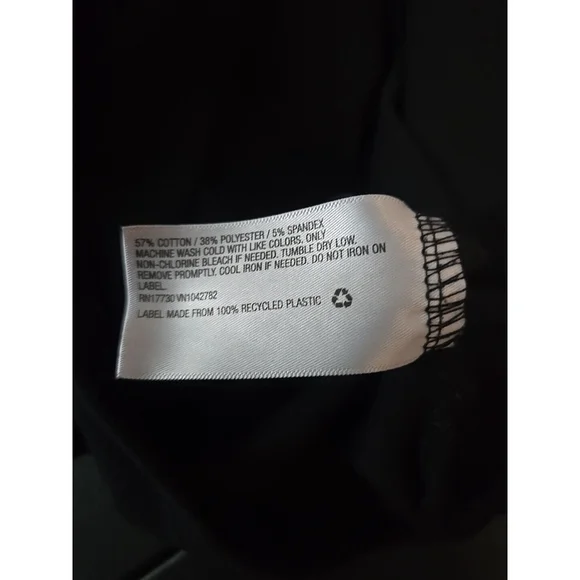 57% COTTON / 38% POLYESTER / 5% SPANDEX
MACHINE WASH COLD WITH LIKE COLORS. ONLY
NON-CHLORINE BLEACH IF NEEDED. TUMBLE DRY LOW.
REMOVE PROMPTLY. COOL IRON IF NEEDED. DO NOT IRON ON
LABEL.
RN17730 VN1042782
LABEL: MADE FROM 100% RECYCLED PLASTIC